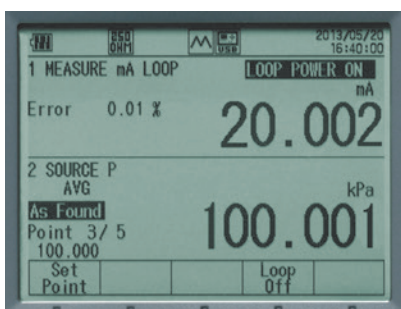 250 OHM USB 2013/05/20
16:40:00
1 MEASURE mA LOOP LOOP POWER ON
mA
Error 0.01 %
20.002
2 SOURCE P
AVG
kPa
As Found
100.001
Point 3/ 5
100.000
Set Point
Loop Off